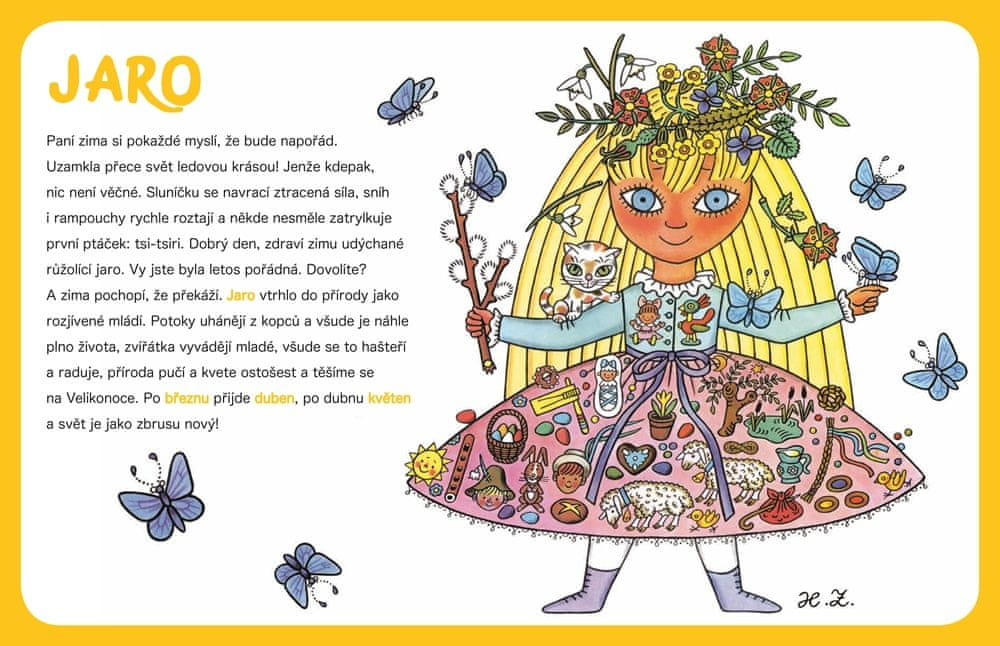 JARO
Paní zima si pokaždé myslí, že bude napořád.
Uzamkla přece svět ledovou krásou! Jenže kdepak,
nic není věčné. Sluníčku se navrací ztracená síla, sníh
i rampouchy rychle roztají a někde nesměle zatrylkuje
první ptáček: tsi-tsiri. Dobrý den, zdraví zimu udýchané
růžolící jaro. Vy jste byla letos pořádná. Dovolíte?
A zima pochopí, že překáží. Jaro vtrhlo do přírody jako
rozjívené mládí. Potoky uhánějí z kopců a všude je náhle
plno života, zvířátka vyvádějí mladé, všude se to hašteří
a raduje, příroda pučí a kvete ostošest a těšíme se
na Velikonoce. Po březnu přijde duben, po dubnu květen
a svět je jako zbrusu nový!
H.Z.